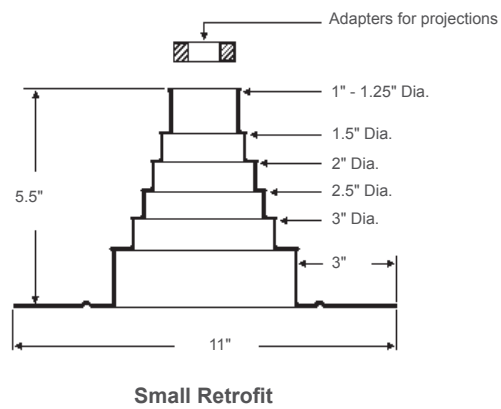 Adapters for projections
1" - 1.25" Dia.
1.5" Dia.
2" Dia.
5.5"
2.5" Dia.
3" Dia.
3"
11"
Small Retrofit